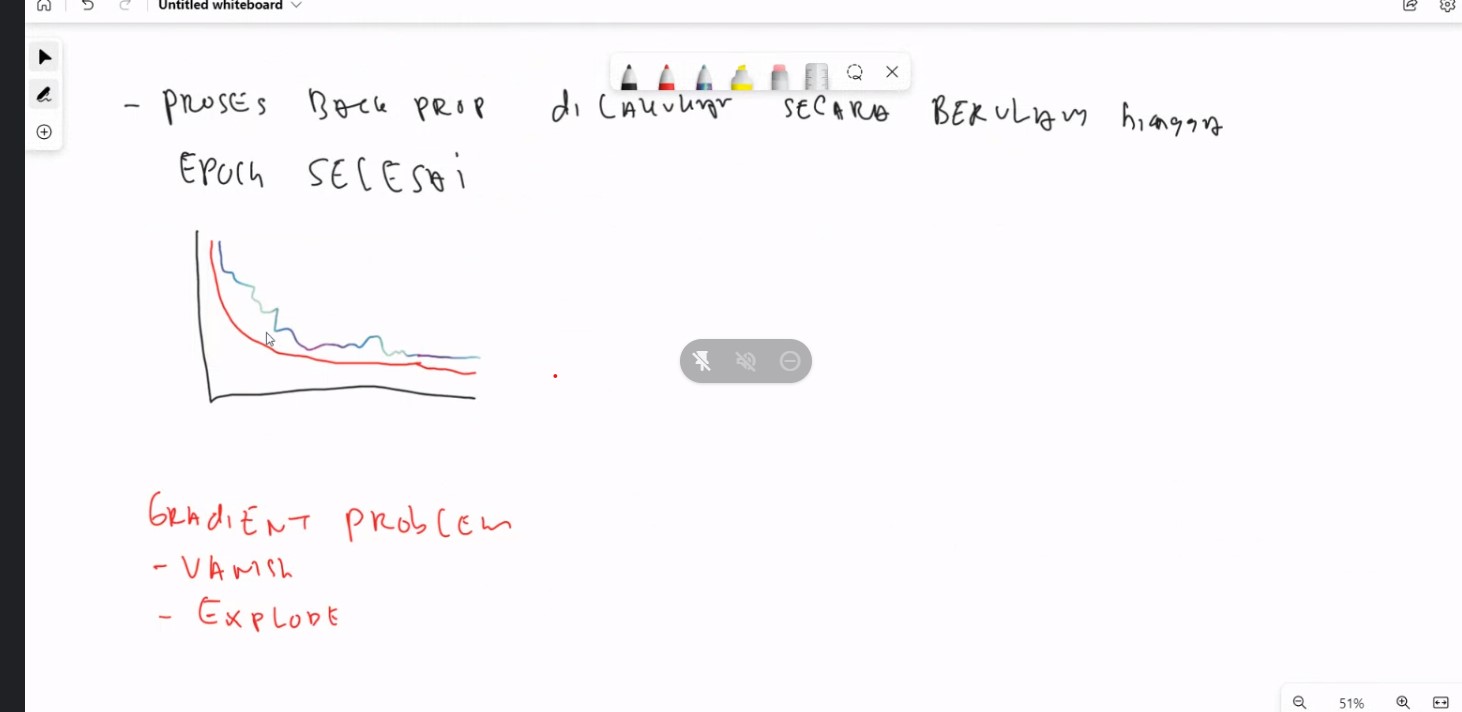 Untitled whiteboard
- PROSES BACK PROP diLAKUKAN SECARA BERULANG hingga
EPOCH SELESAi
GRAdiENT PROBLEM
- VANISH
- EXPLODE
51%